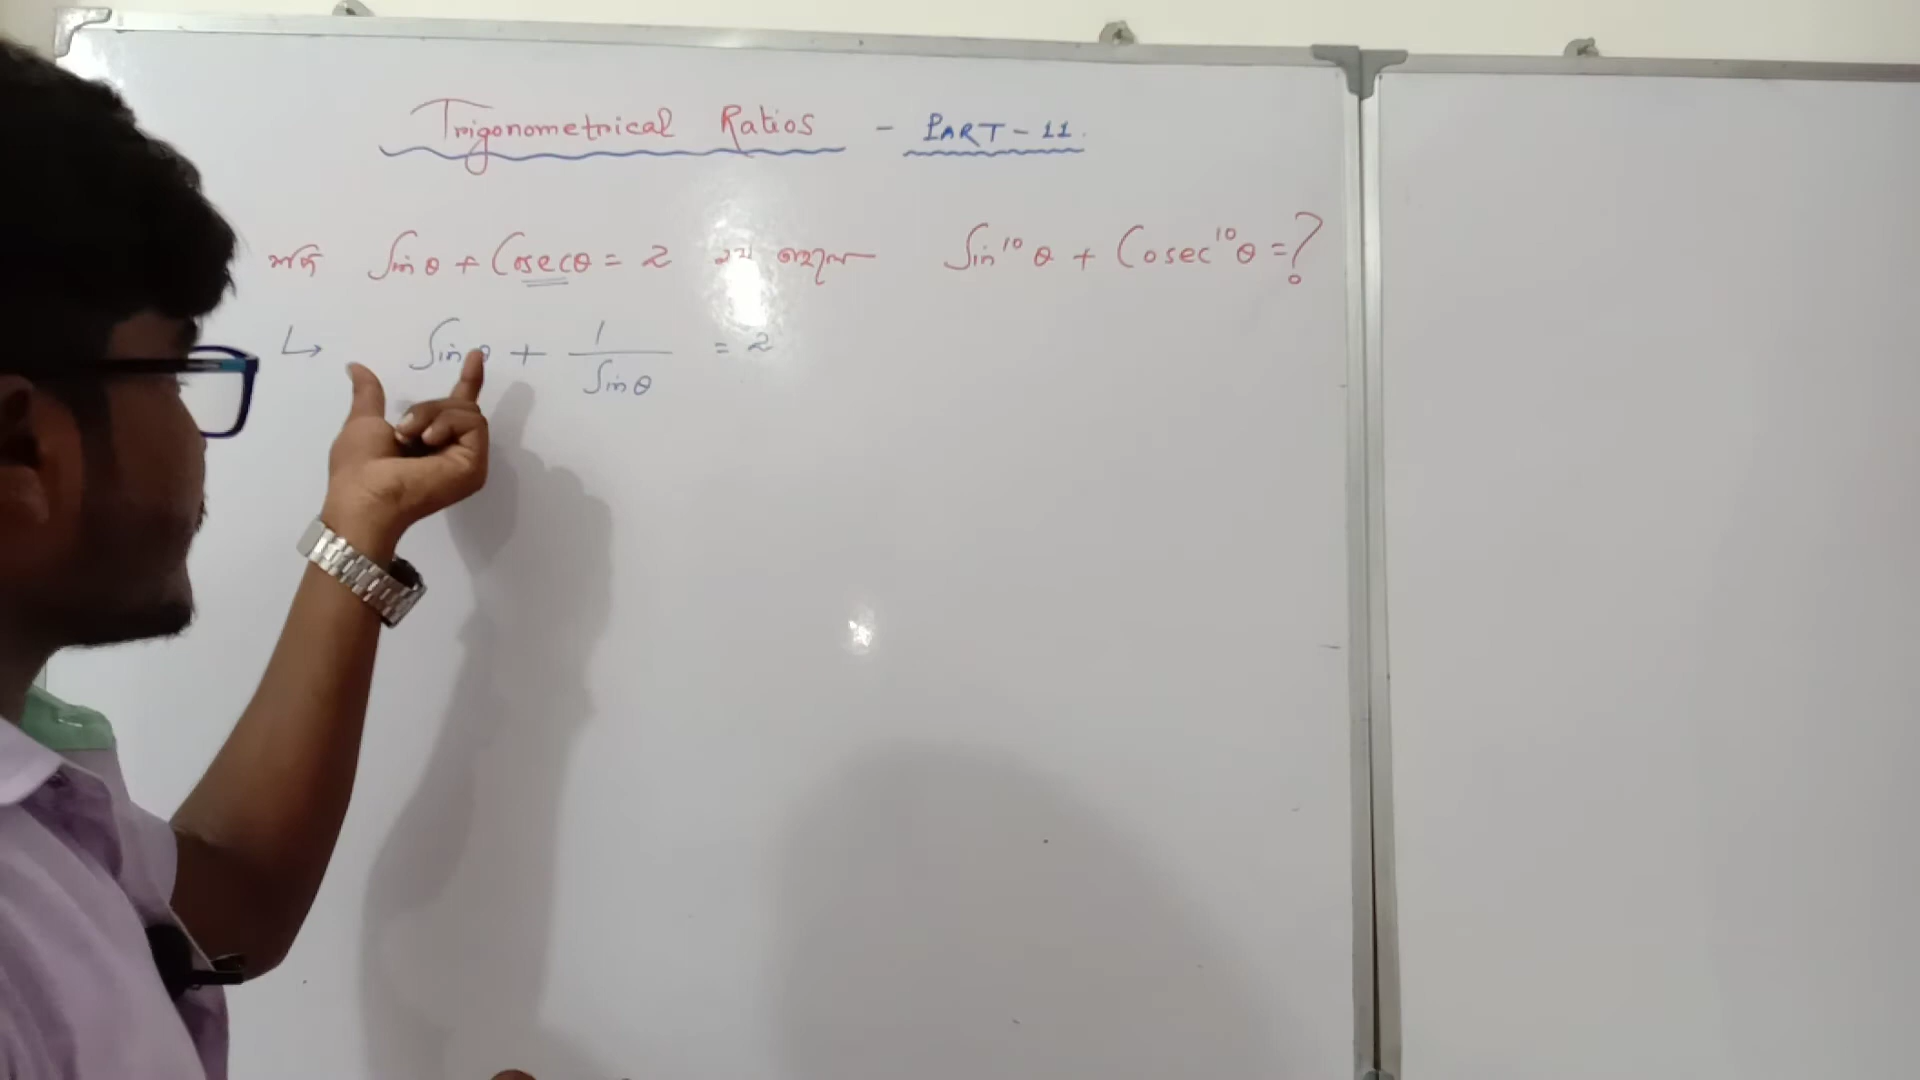 Trigonometrical Ratios - PART-11.
যদি Sinθ + Cosecθ = 2 হয় তাহলে Sin¹⁰θ + Cosec¹⁰θ = ?
↳ Sinθ + 1/Sinθ = 2